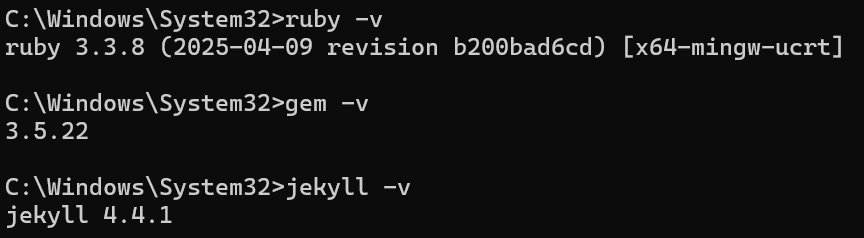 C:\Windows\System32>ruby -v
ruby 3.3.8 (2025-04-09 revision b200bad6cd) [x64-mingw-ucrt]
C:\Windows\System32>gem -v
3.5.22
C:\Windows\System32>jekyll -v
jekyll 4.4.1